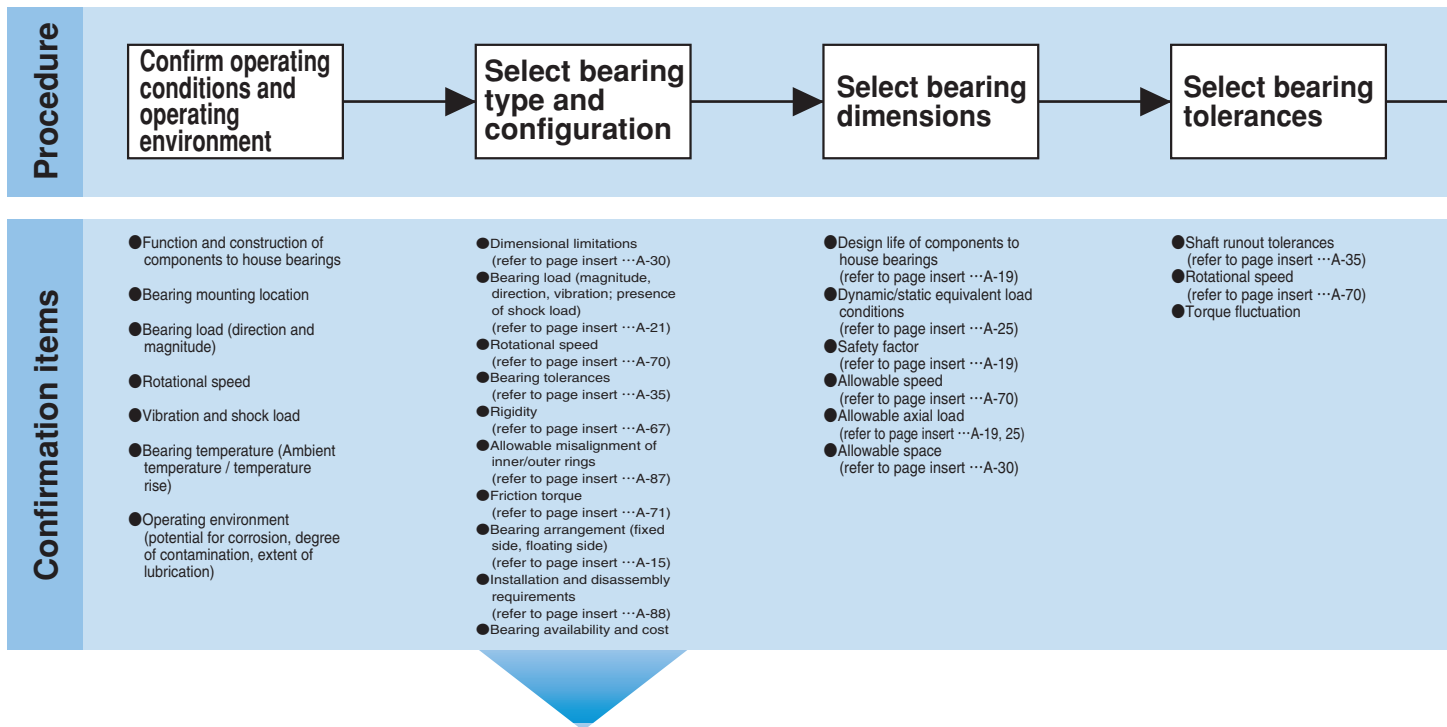 Procedure
Confirm operating
conditions and
operating
environment
Select bearing
type and
configuration
Select bearing
dimensions
Select bearing
tolerances
Confirmation items
●Function and construction of
components to house bearings
●Bearing mounting location
●Bearing load (direction and
magnitude)
●Rotational speed
●Vibration and shock load
●Bearing temperature (Ambient
temperature / temperature
rise)
●Operating environment
(potential for corrosion, degree
of contamination, extent of
lubrication)
●Dimensional limitations
(refer to page insert …A-30)
●Bearing load (magnitude,
direction, vibration; presence
of shock load)
(refer to page insert …A-21)
●Rotational speed
(refer to page insert …A-70)
●Bearing tolerances
(refer to page insert …A-35)
●Rigidity
(refer to page insert …A-67)
●Allowable misalignment of
inner/outer rings
(refer to page insert …A-87)
●Friction torque
(refer to page insert …A-71)
●Bearing arrangement (fixed
side, floating side)
(refer to page insert …A-15)
●Installation and disassembly
requirements
(refer to page insert …A-88)
●Bearing availability and cost
●Design life of components to
house bearings
(refer to page insert …A-19)
●Dynamic/static equivalent load
conditions
(refer to page insert …A-25)
●Safety factor
(refer to page insert …A-19)
●Allowable speed
(refer to page insert …A-70)
●Allowable axial load
(refer to page insert …A-19, 25)
●Allowable space
(refer to page insert …A-30)
●Shaft runout tolerances
(refer to page insert …A-35)
●Rotational speed
(refer to page insert …A-70)
●Torque fluctuation